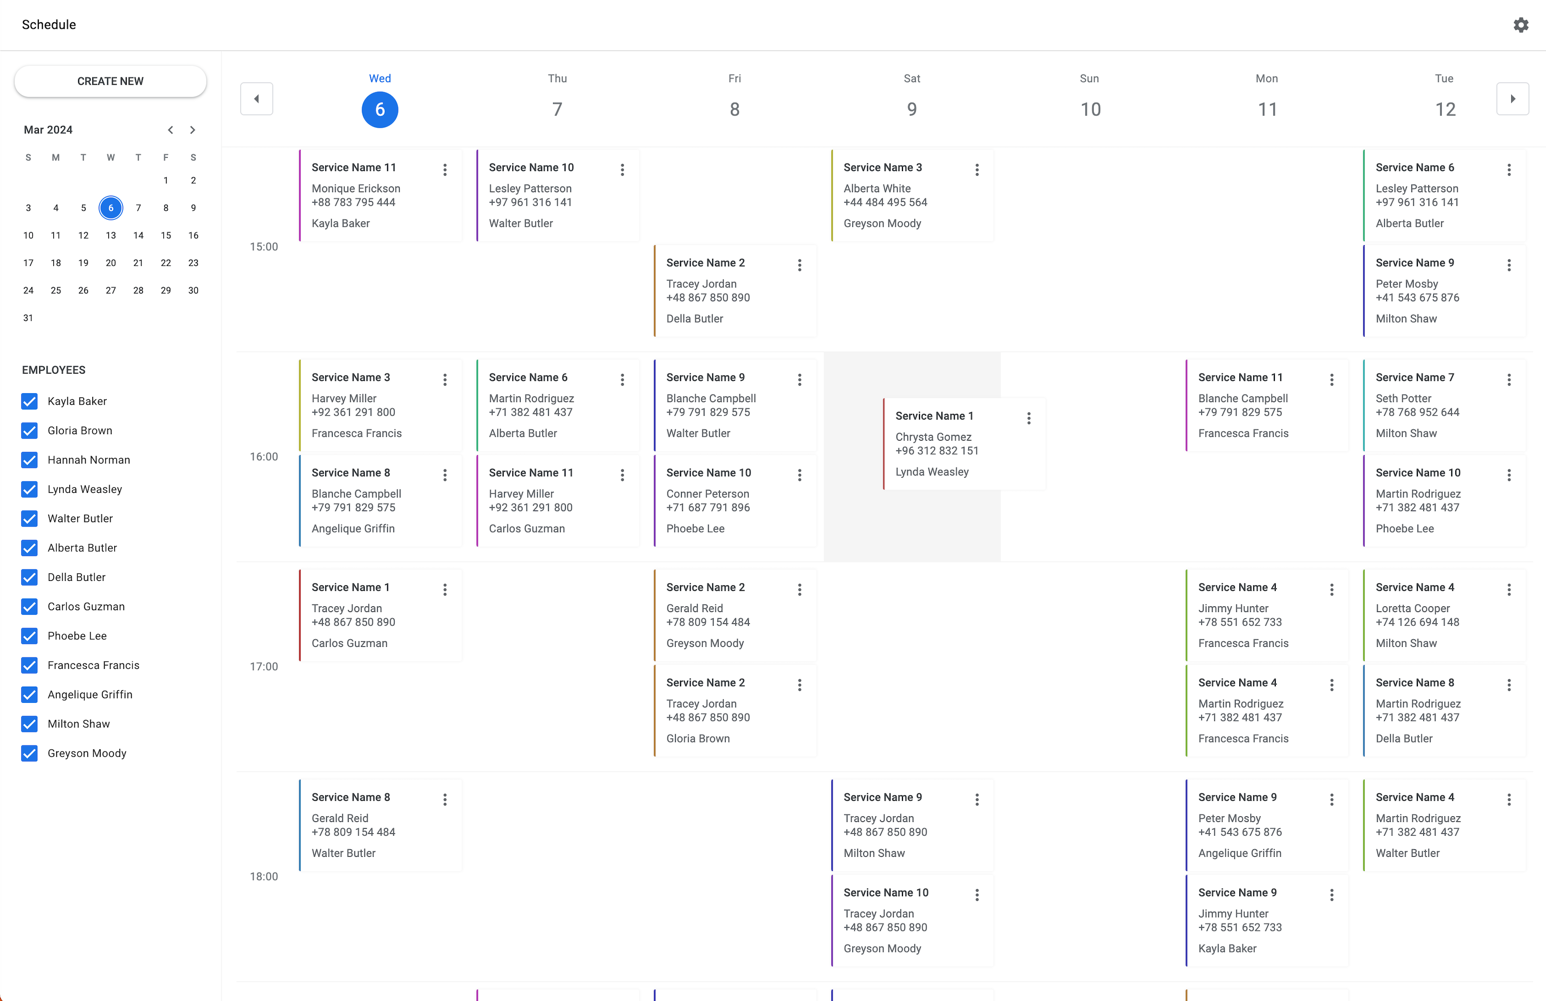 Schedule
CREATE NEW
Mar 2024
S M T W T F S
1 2
3 4 5 6 7 8 9
10 11 12 13 14 15 16
17 18 19 20 21 22 23
24 25 26 27 28 29 30
31
EMPLOYEES
Kayla Baker
Gloria Brown
Hannah Norman
Lynda Weasley
Walter Butler
Alberta Butler
Della Butler
Carlos Guzman
Phoebe Lee
Francesca Francis
Angelique Griffin
Milton Shaw
Greyson Moody
Wed Thu Fri Sat Sun Mon Tue
6 7 8 9 10 11 12
15:00
Service Name 11
Monique Erickson
+88 783 795 444
Kayla Baker
Service Name 10
Lesley Patterson
+97 961 316 141
Walter Butler
Service Name 2
Tracey Jordan
+48 867 850 890
Della Butler
Service Name 3
Alberta White
+44 484 495 564
Greyson Moody
Service Name 6
Lesley Patterson
+97 961 316 141
Alberta Butler
Service Name 9
Peter Mosby
+41 543 675 876
Milton Shaw
16:00
Service Name 3
Harvey Miller
+92 361 291 800
Francesca Francis
Service Name 8
Blanche Campbell
+79 791 829 575
Angelique Griffin
Service Name 6
Martin Rodriguez
+71 382 481 437
Alberta Butler
Service Name 11
Harvey Miller
+92 361 291 800
Carlos Guzman
Service Name 9
Blanche Campbell
+79 791 829 575
Walter Butler
Service Name 10
Conner Peterson
+71 687 791 896
Phoebe Lee
Service Name 1
Chrysta Gomez
+96 312 832 151
Lynda Weasley
Service Name 11
Blanche Campbell
+79 791 829 575
Francesca Francis
Service Name 7
Seth Potter
+78 768 952 644
Milton Shaw
Service Name 10
Martin Rodriguez
+71 382 481 437
Phoebe Lee
17:00
Service Name 1
Tracey Jordan
+48 867 850 890
Carlos Guzman
Service Name 2
Gerald Reid
+78 809 154 484
Greyson Moody
Service Name 2
Tracey Jordan
+48 867 850 890
Gloria Brown
Service Name 4
Jimmy Hunter
+78 551 652 733
Francesca Francis
Service Name 4
Martin Rodriguez
+71 382 481 437
Francesca Francis
Service Name 4
Loretta Cooper
+74 126 694 148
Milton Shaw
Service Name 8
Martin Rodriguez
+71 382 481 437
Della Butler
18:00
Service Name 8
Gerald Reid
+78 809 154 484
Walter Butler
Service Name 9
Tracey Jordan
+48 867 850 890
Milton Shaw
Service Name 10
Tracey Jordan
+48 867 850 890
Greyson Moody
Service Name 9
Peter Mosby
+41 543 675 876
Angelique Griffin
Service Name 9
Jimmy Hunter
+78 551 652 733
Kayla Baker
Service Name 4
Martin Rodriguez
+71 382 481 437
Walter Butler